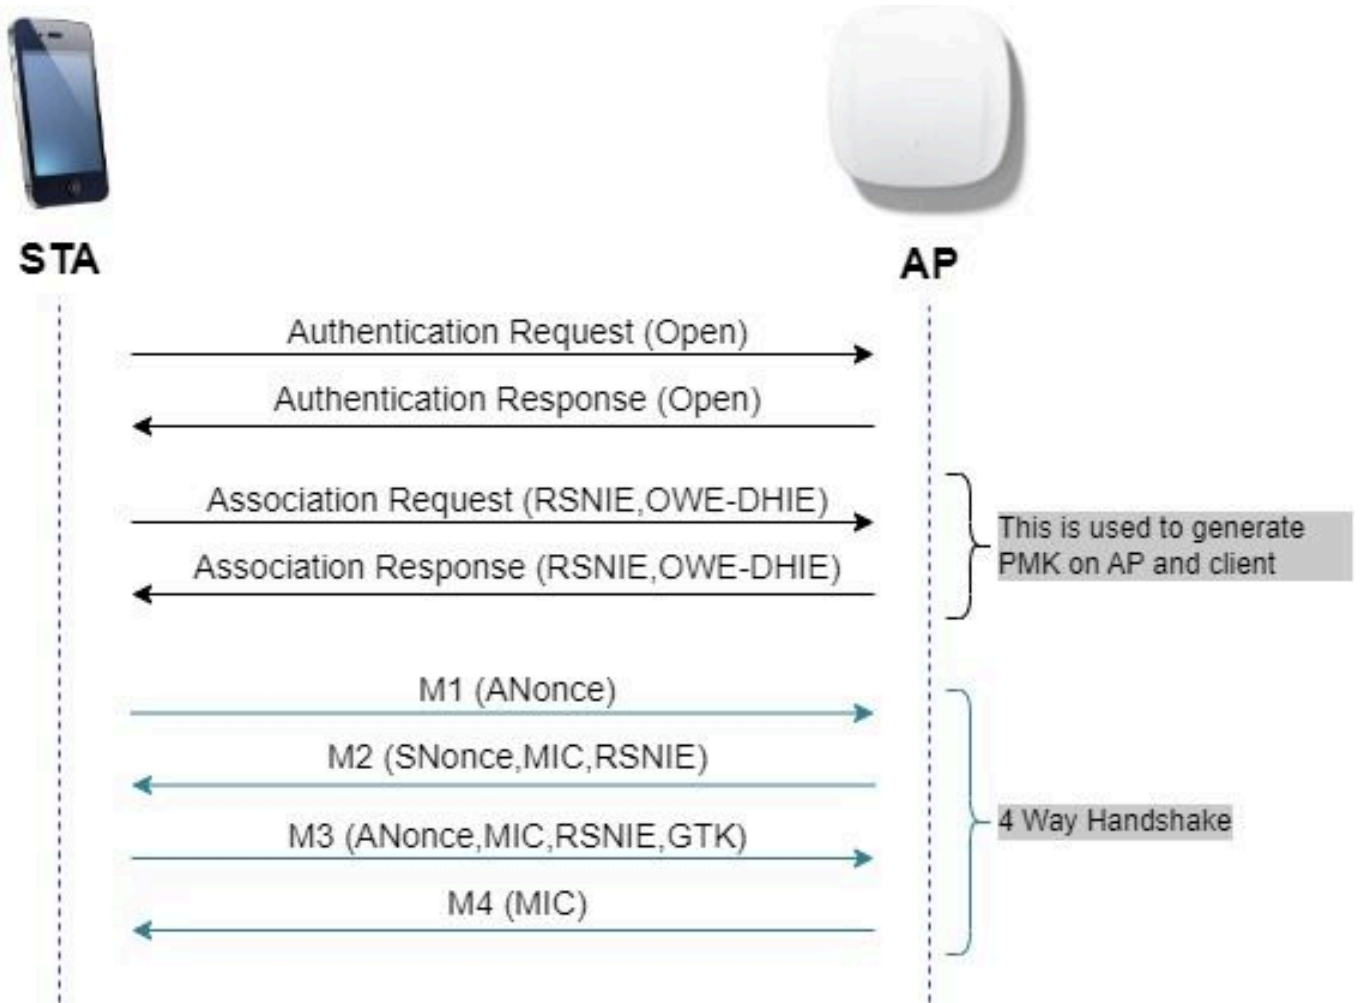 STA
AP
Authentication Request (Open)
Authentication Response (Open)
Association Request (RSNIE,OWE-DHIE)
Association Response (RSNIE,OWE-DHIE)
This is used to generate
PMK on AP and client
M1 (ANonce)
M2 (SNonce,MIC,RSNIE)
M3 (ANonce,MIC,RSNIE,GTK)
4 Way Handshake
M4 (MIC)